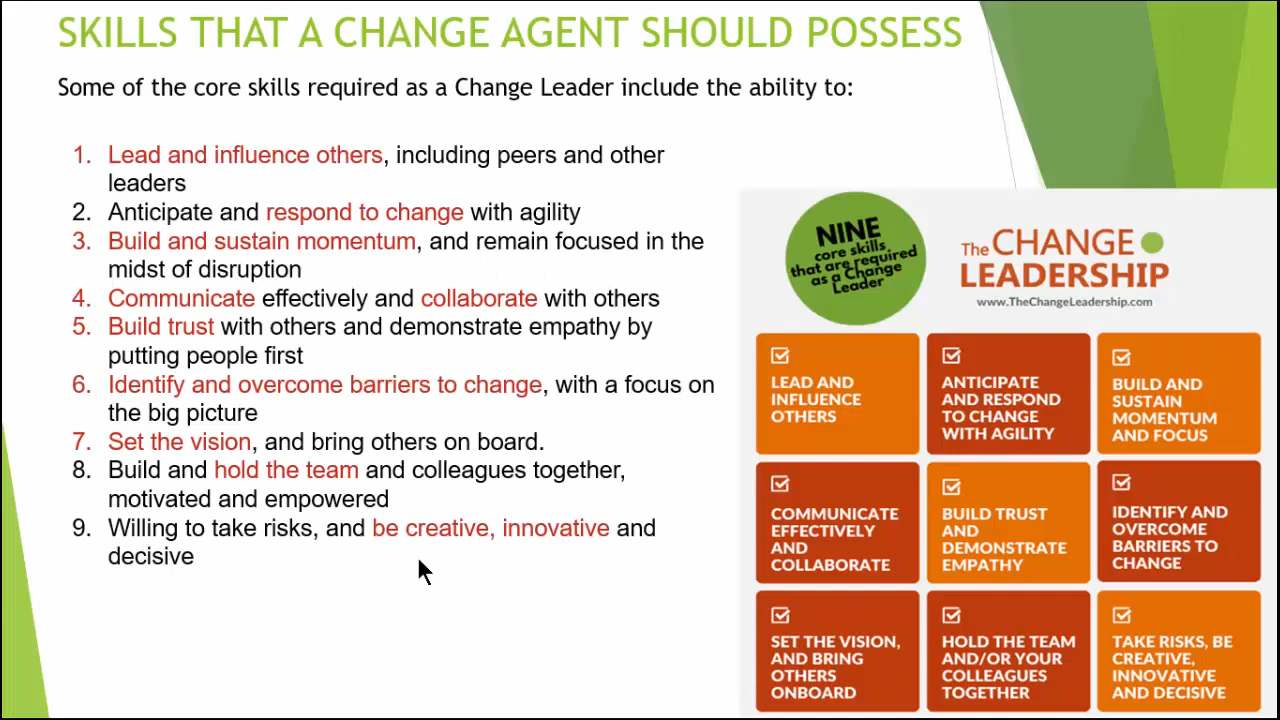 SKILLS THAT A CHANGE AGENT SHOULD POSSESS
Some of the core skills required as a Change Leader include the ability to:
1. Lead and influence others, including peers and other
leaders
2. Anticipate and respond to change with agility
3. Build and sustain momentum, and remain focused in the
midst of disruption
4. Communicate effectively and collaborate with others
5. Build trust with others and demonstrate empathy by
putting people first
6. Identify and overcome barriers to change, with a focus on
the big picture
7. Set the vision, and bring others on board.
8. Build and hold the team and colleagues together,
motivated and empowered
9. Willing to take risks, and be creative, innovative and
decisive
NINE
core skills
that are required
as a Change
Leader
The CHANGE
LEADERSHIP
www.TheChangeLeadership.com
LEAD AND
INFLUENCE
OTHERS
ANTICIPATE
AND RESPOND
TO CHANGE
WITH AGILITY
BUILD AND
SUSTAIN
MOMENTUM
AND FOCUS
COMMUNICATE
EFFECTIVELY
AND
COLLABORATE
BUILD TRUST
AND
DEMONSTRATE
EMPATHY
IDENTIFY AND
OVERCOME
BARRIERS TO
CHANGE
SET THE VISION,
AND BRING
OTHERS
ONBOARD
HOLD THE TEAM
AND/OR YOUR
COLLEAGUES
TOGETHER
TAKE RISKS, BE
CREATIVE,
INNOVATIVE
AND DECISIVE